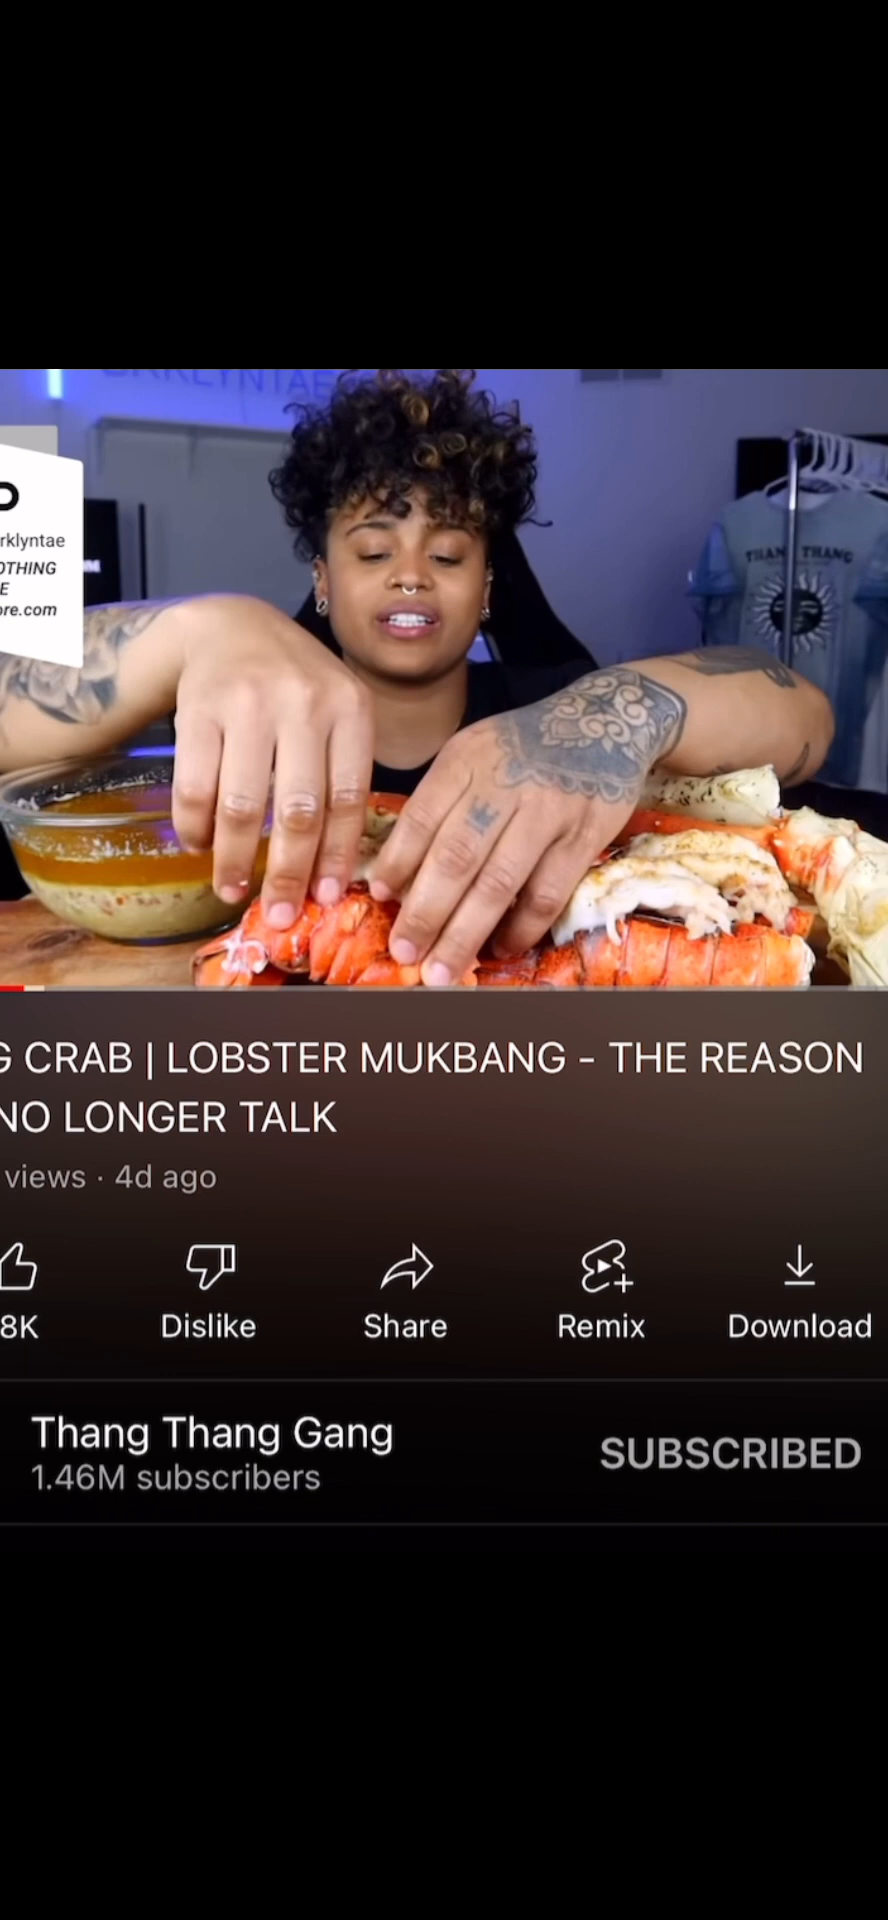 BRKLYNTAE
rklyntae
OTHING
E
ore.com
THANG THANG
G CRAB | LOBSTER MUKBANG - THE REASON
NO LONGER TALK
views · 4d ago
8K
Dislike
Share
Remix
Download
Thang Thang Gang
1.46M subscribers
SUBSCRIBED